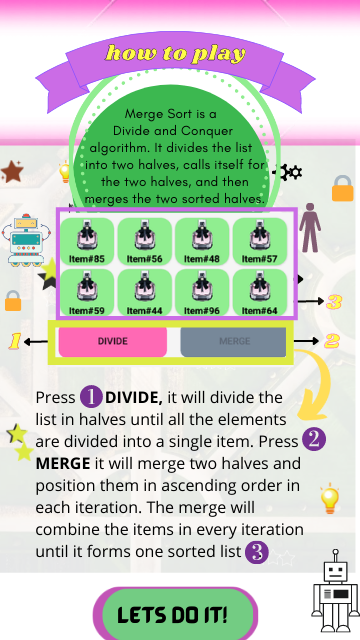 how to play
Merge Sort is a
Divide and Conquer
algorithm. It divides the list
into two halves, calls itself for
the two halves, and then
merges the two sorted halves.
Item#85 Item#56 Item#48 Item#57
Item#59 Item#44 Item#96 Item#64
3
1 DIVIDE MERGE 2
Press 1 DIVIDE, it will divide the
list in halves until all the elements
are divided into a single item. Press 2
MERGE it will merge two halves and
position them in ascending order in
each iteration. The merge will
combine the items in every iteration
until it forms one sorted list 3
LETS DO IT!